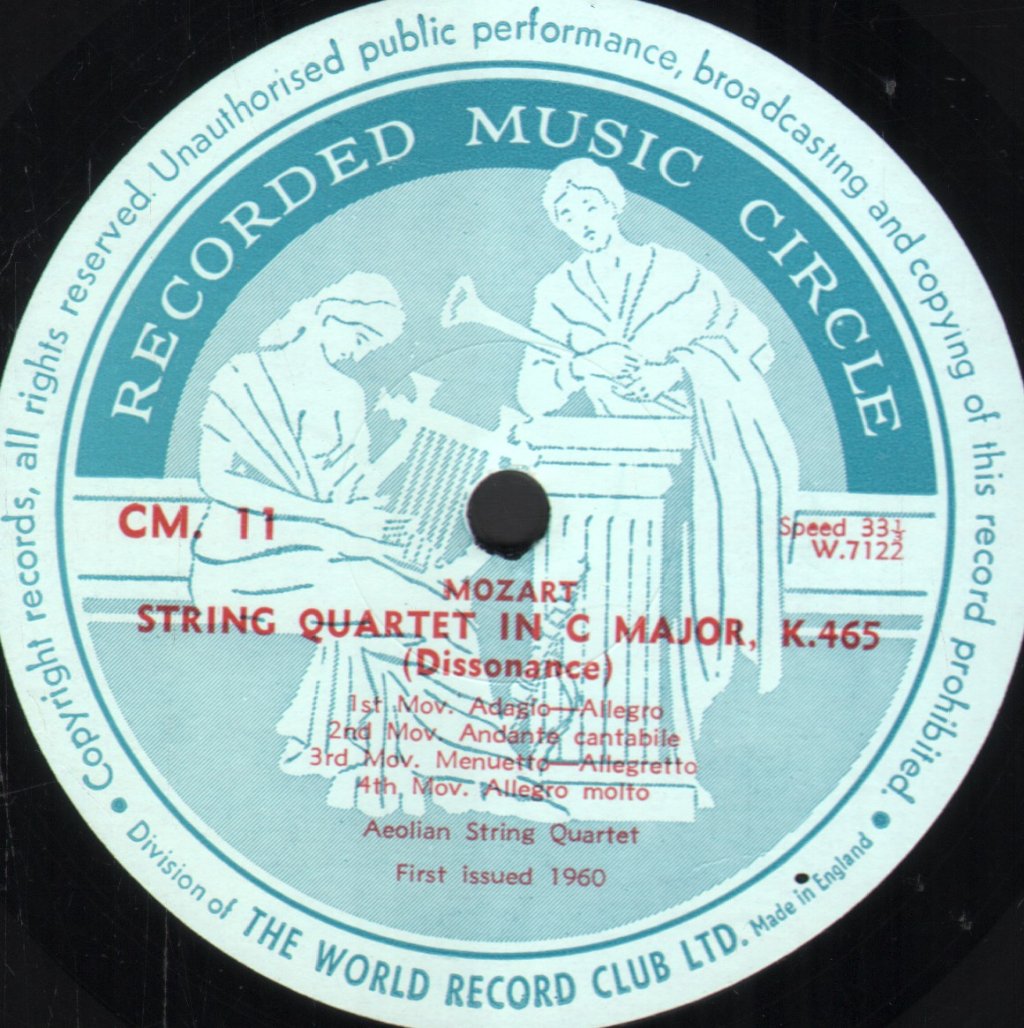 Copyright records, all rights reserved. Unauthorised public performance, broadcasting and copying of this record prohibited.
RECORDED MUSIC CIRCLE
CM. 11
Speed 33⅓
W.7122
MOZART
STRING QUARTET IN C MAJOR, K.465
(Dissonance)
1st Mov. Adagio—Allegro
2nd Mov. Andante cantabile
3rd Mov. Menuetto—Allegretto
4th Mov. Allegro molto
Aeolian String Quartet
First issued 1960
Division of THE WORLD RECORD CLUB LTD. Made in England